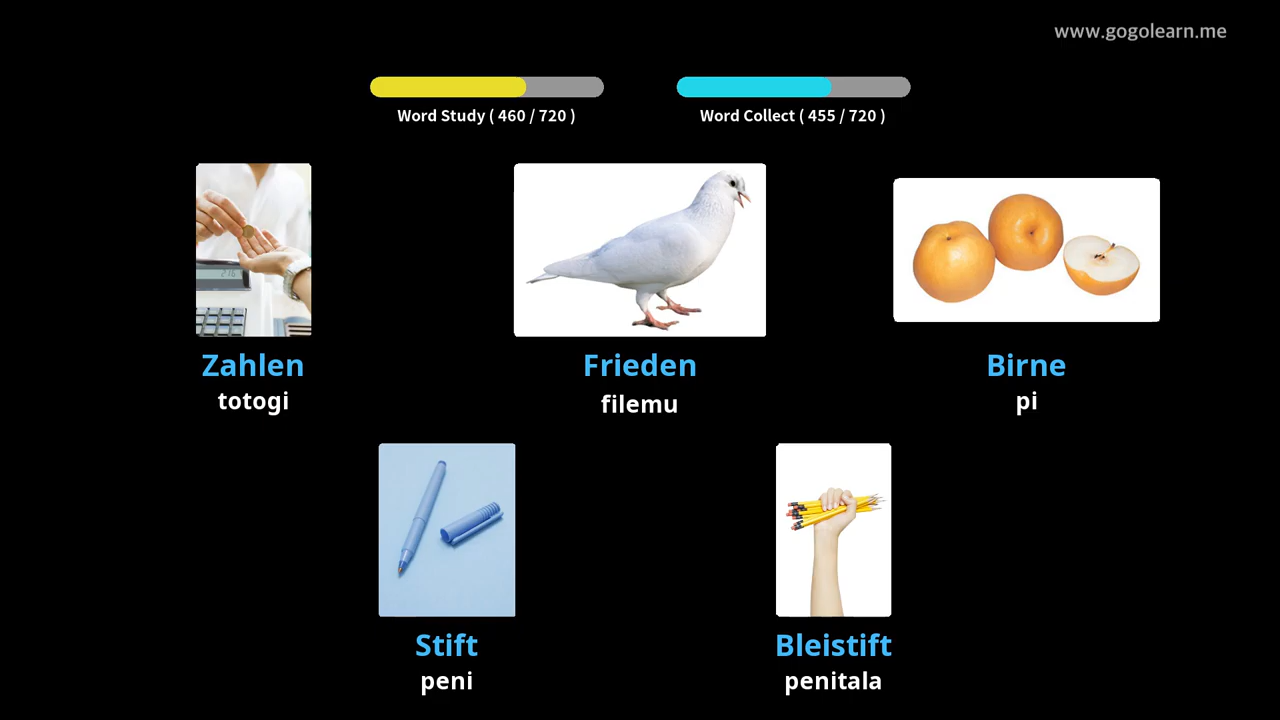 www.gogolearn.me
Word Study ( 460 / 720 )
Word Collect ( 455 / 720 )
Zahlen
totogi
Frieden
filemu
Birne
pi
Stift
peni
Bleistift
penitala